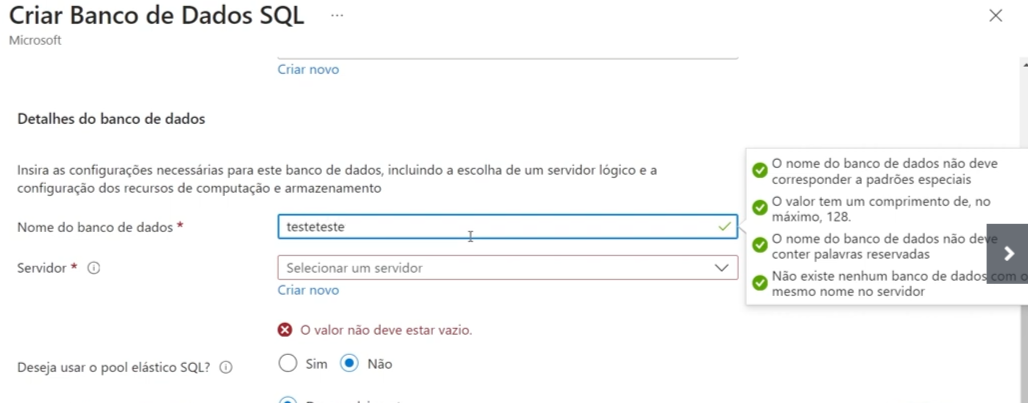 Criar Banco de Dados SQL ...
Microsoft
Criar novo
Detalhes do banco de dados
Insira as configurações necessárias para este banco de dados, incluindo a escolha de um servidor lógico e a
configuração dos recursos de computação e armazenamento
Nome do banco de dados *
testeteste
Servidor *
Selecionar um servidor
Criar novo
O valor não deve estar vazio.
Deseja usar o pool elástico SQL?
Sim
Não
O nome do banco de dados não deve
corresponder a padrões especiais
O valor tem um comprimento de, no
máximo, 128.
O nome do banco de dados não deve
conter palavras reservadas
Não existe nenhum banco de dados com o
mesmo nome no servidor